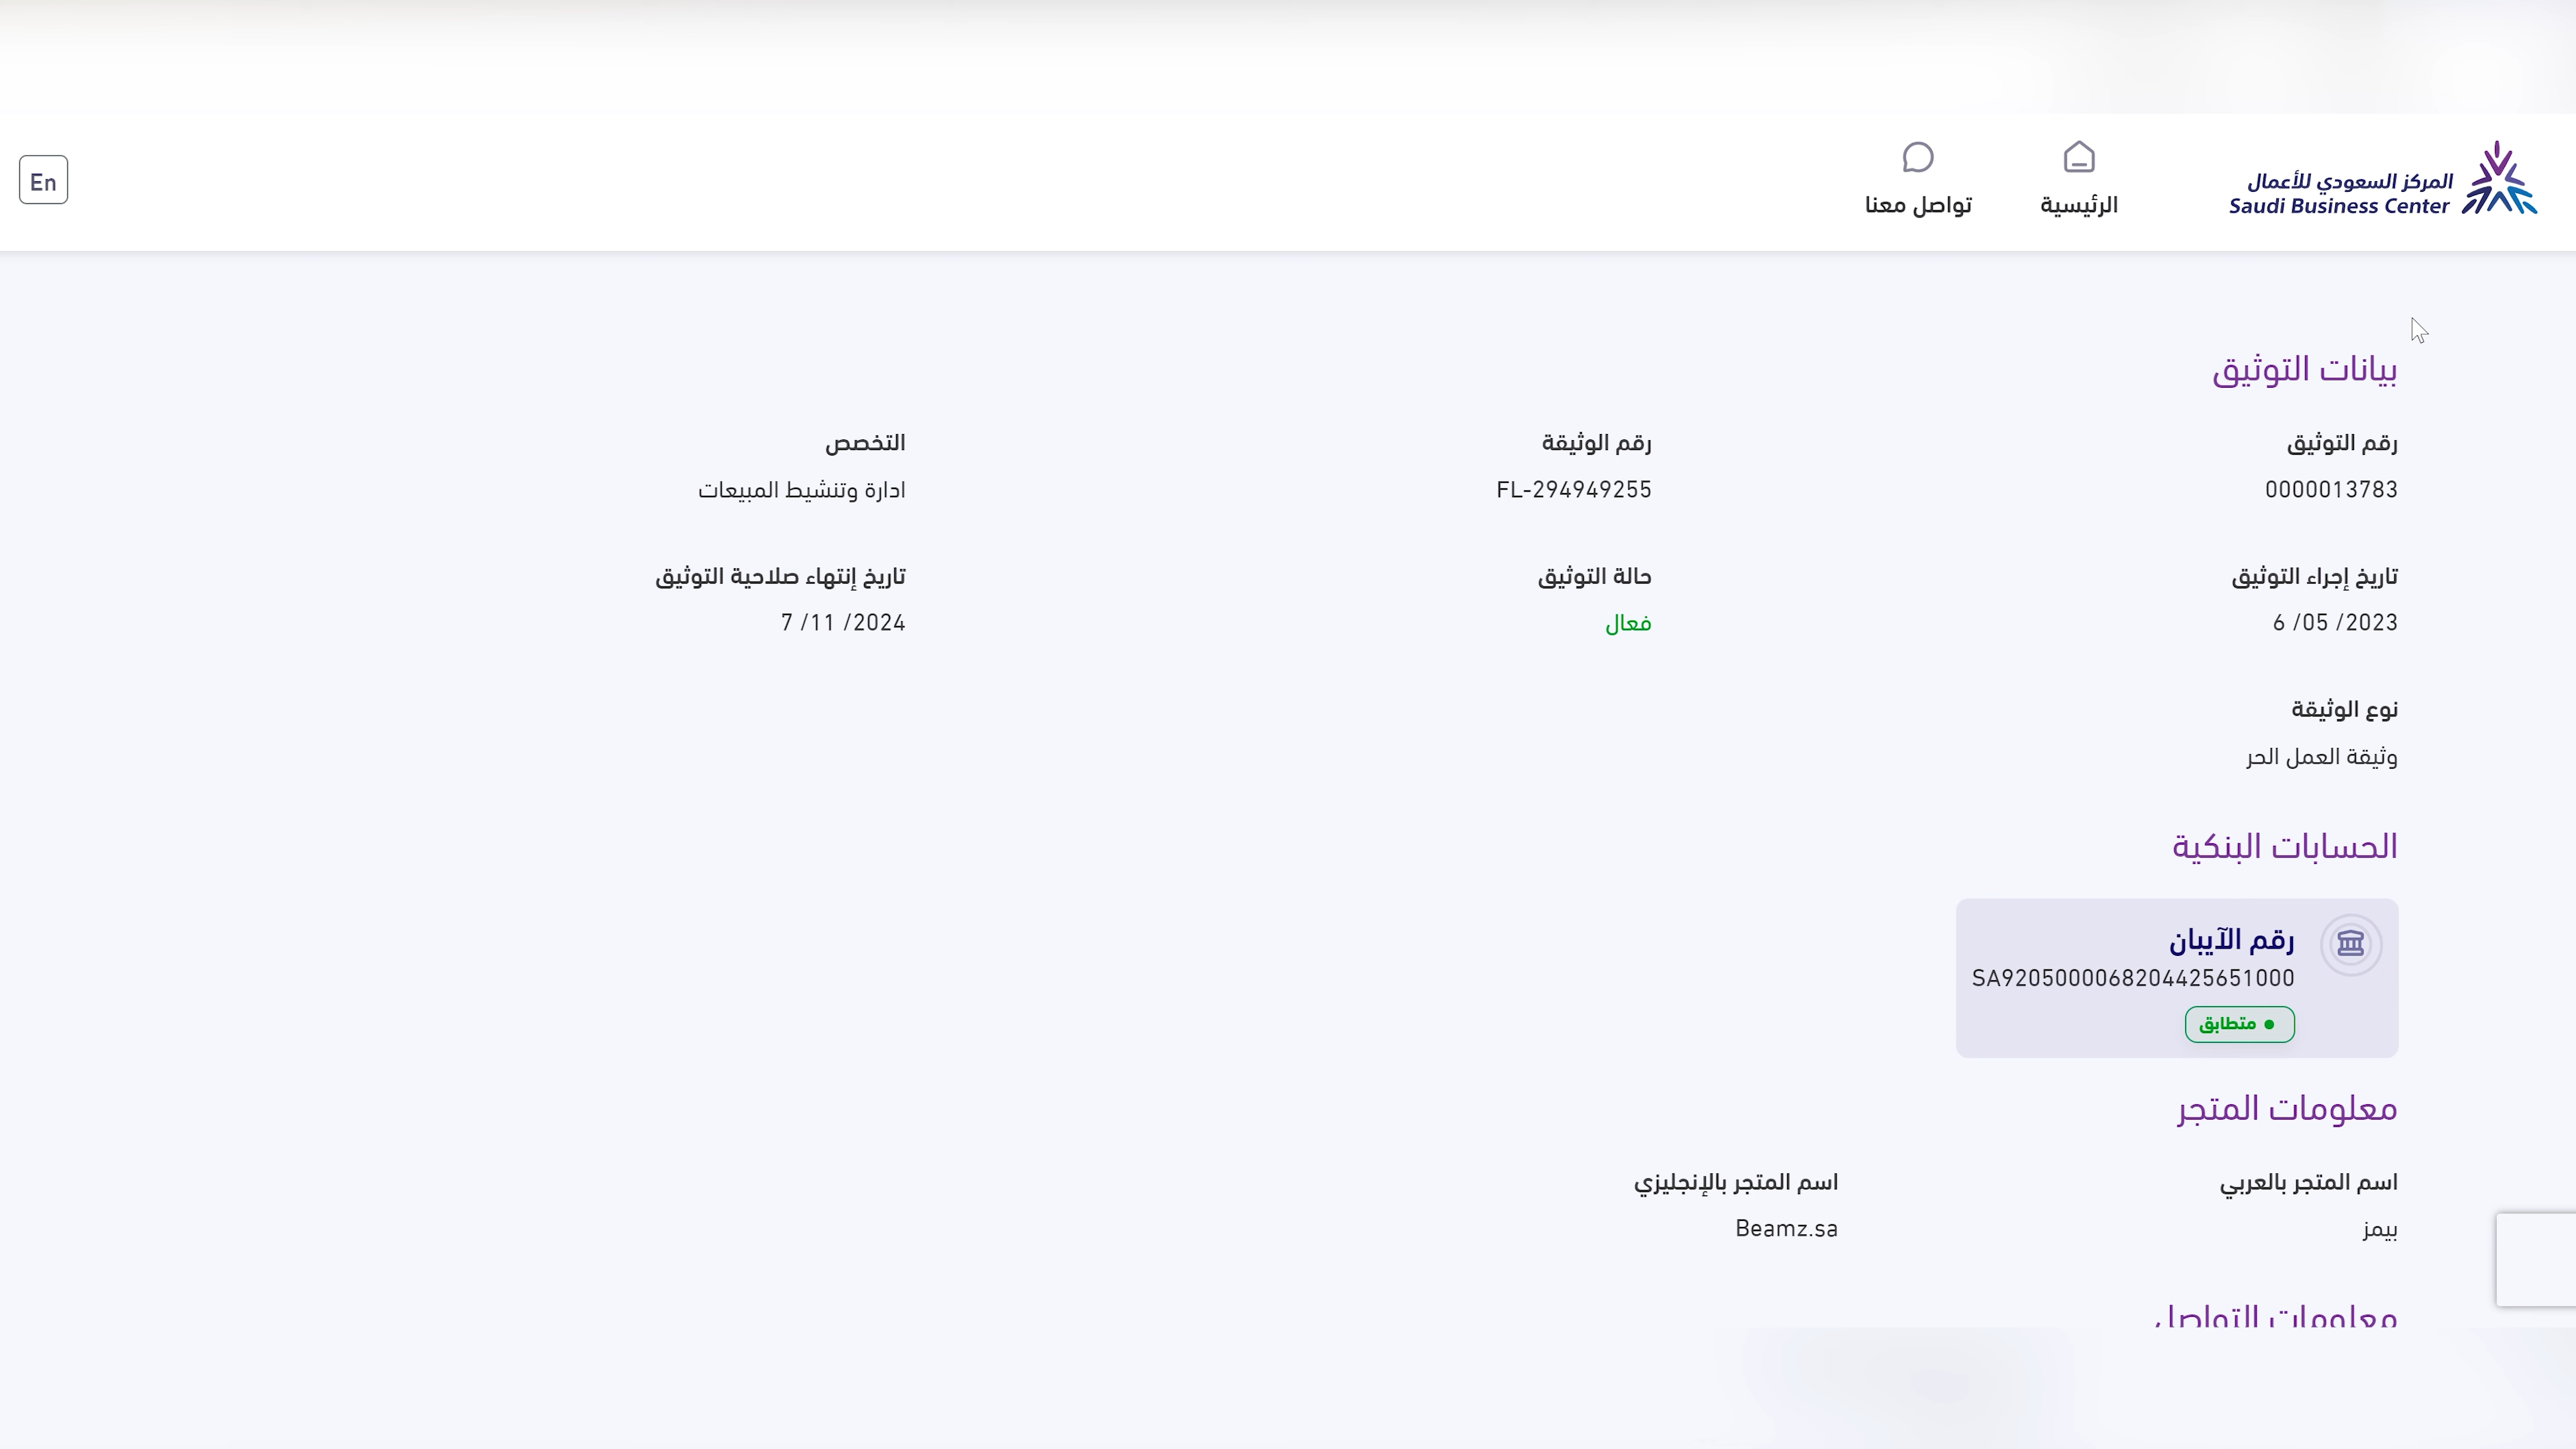 المركز السعودي للأعمال
Saudi Business Center
الرئيسية
تواصل معنا
En
بيانات التوثيق
رقم التوثيق
0000013783
رقم الوثيقة
FL-294949255
التخصص
ادارة وتنشيط المبيعات
تاريخ إجراء التوثيق
6 /05 /2023
حالة التوثيق
فعال
تاريخ إنتهاء صلاحية التوثيق
7 /11 /2024
نوع الوثيقة
وثيقة العمل الحر
الحسابات البنكية
رقم الآيبان
SA9205000068204425651000
متطابق
معلومات المتجر
اسم المتجر بالعربي
بيمز
اسم المتجر بالإنجليزي
Beamz.sa
معلومات التواصل